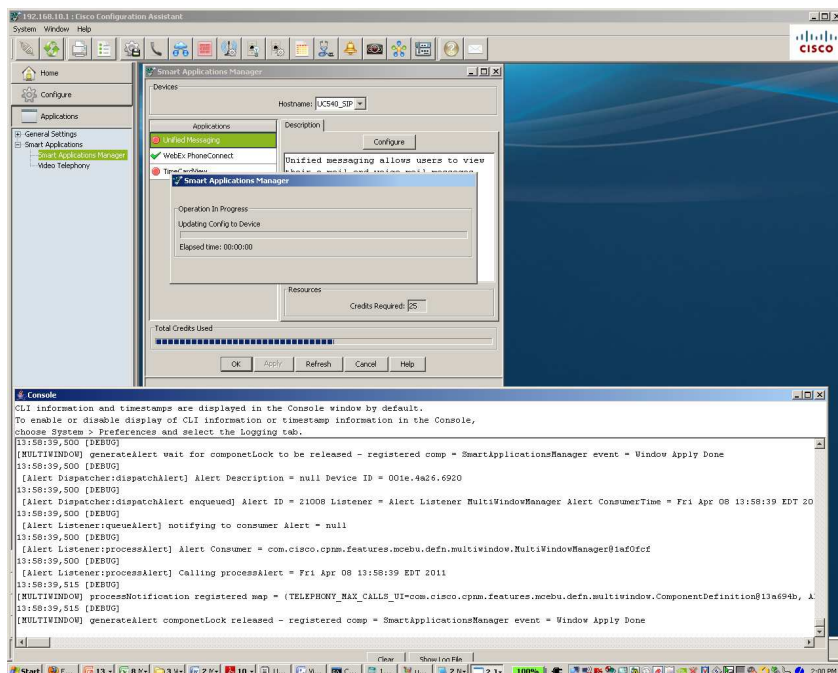 192.168.10.1 : Cisco Configuration Assistant
System Window Help
CISCO
Home
Configure
Applications
General Settings
Smart Applications
Smart Applications Manager
Video Telephony
Smart Applications Manager
Devices
Hostname: UC540_SIP
Applications
Unified Messaging
WebEx PhoneConnect
TimeCardView
Description
Configure
Unified messaging allows users to view
their e-mail and voice mail messages
Smart Applications Manager
Operation In Progress
Updating Config to Device
Elapsed time: 00:00:00
Resources
Credits Required: 25
Total Credits Used
OK Apply Refresh Cancel Help
Console
CLI information and timestamps are displayed in the Console window by default.
To enable or disable display of CLI information or timestamp information in the Console,
choose System > Preferences and select the Logging tab.
13:58:39,500 [DEBUG]
[MULTIWINDOW] generateAlert wait for componetLock to be released - registered comp = SmartApplicationsManager event = Window Apply Done
13:58:39,500 [DEBUG]
[Alert Dispatcher:dispatchAlert] Alert Description = null Device ID = 001e.4a26.6920
13:58:39,500 [DEBUG]
[Alert Dispatcher:dispatchAlert enqueued] Alert ID = 21008 Listener = Alert Listener MultiWindowManager Alert ConsumerTime = Fri Apr 08 13:58:39 EDT 20
13:58:39,500 [DEBUG]
[Alert Listener:queueAlert] notifying to consumer Alert = null
13:58:39,500 [DEBUG]
[Alert Listener:processAlert] Alert Consumer = com.cisco.cpnm.features.mcebu.defn.multiwindow.MultiWindowManager@1af0fcf
13:58:39,500 [DEBUG]
[Alert Listener:processAlert] Calling processAlert = Fri Apr 08 13:58:39 EDT 2011
13:58:39,515 [DEBUG]
[MULTIWINDOW] processNotification registered map = {TELEPHONY_MAX_CALLS_UI=com.cisco.cpnm.features.mcebu.defn.multiwindow.ComponentDefinition@13a694b, A
13:58:39,515 [DEBUG]
[MULTIWINDOW] generateAlert componetLock released - registered comp = SmartApplicationsManager event = Window Apply Done
Clear Show Log File
Start 100% 2:00 PM